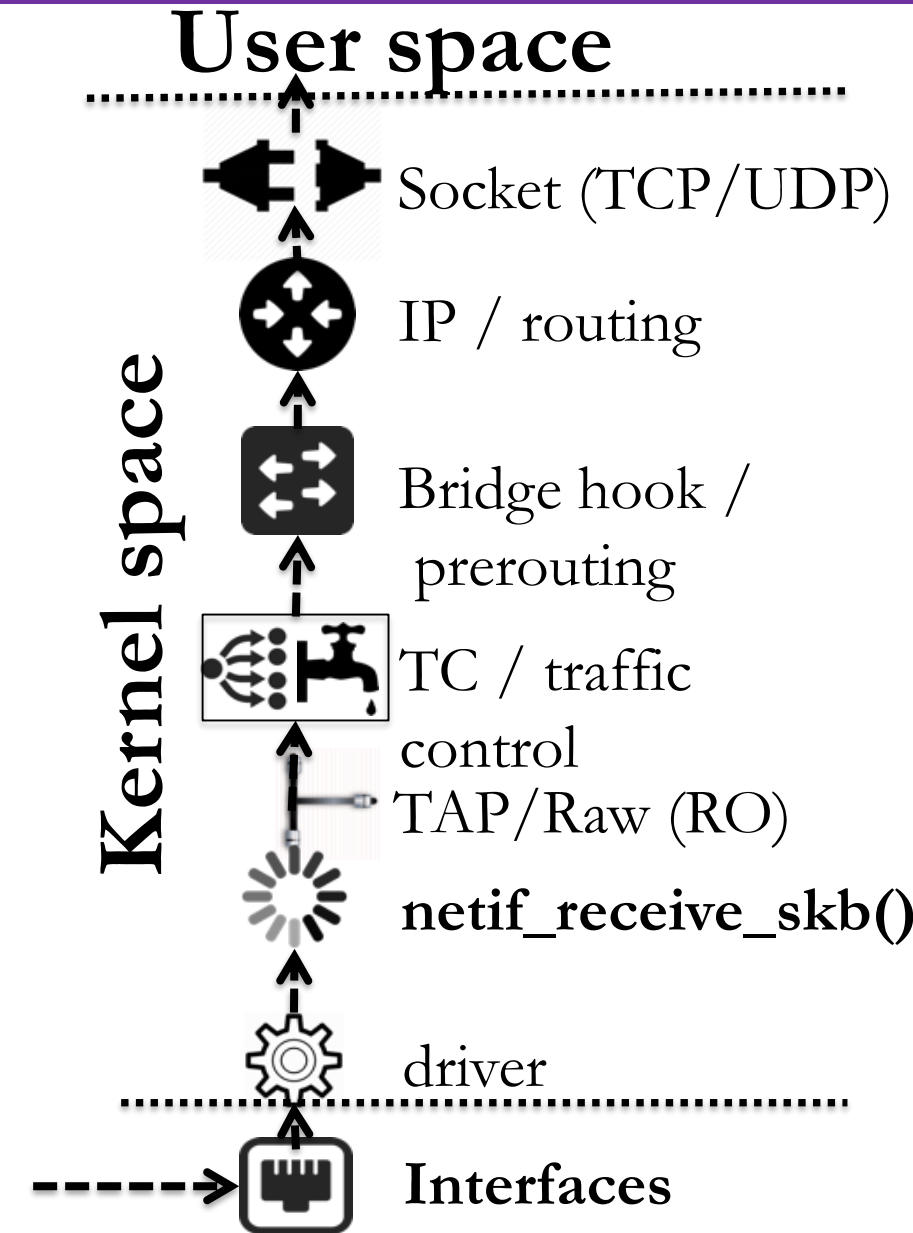 User space
Socket (TCP/UDP)
IP / routing
Kernel space
Bridge hook /
prerouting
TC / traffic
control
TAP/Raw (RO)
netif_receive_skb()
driver
Interfaces